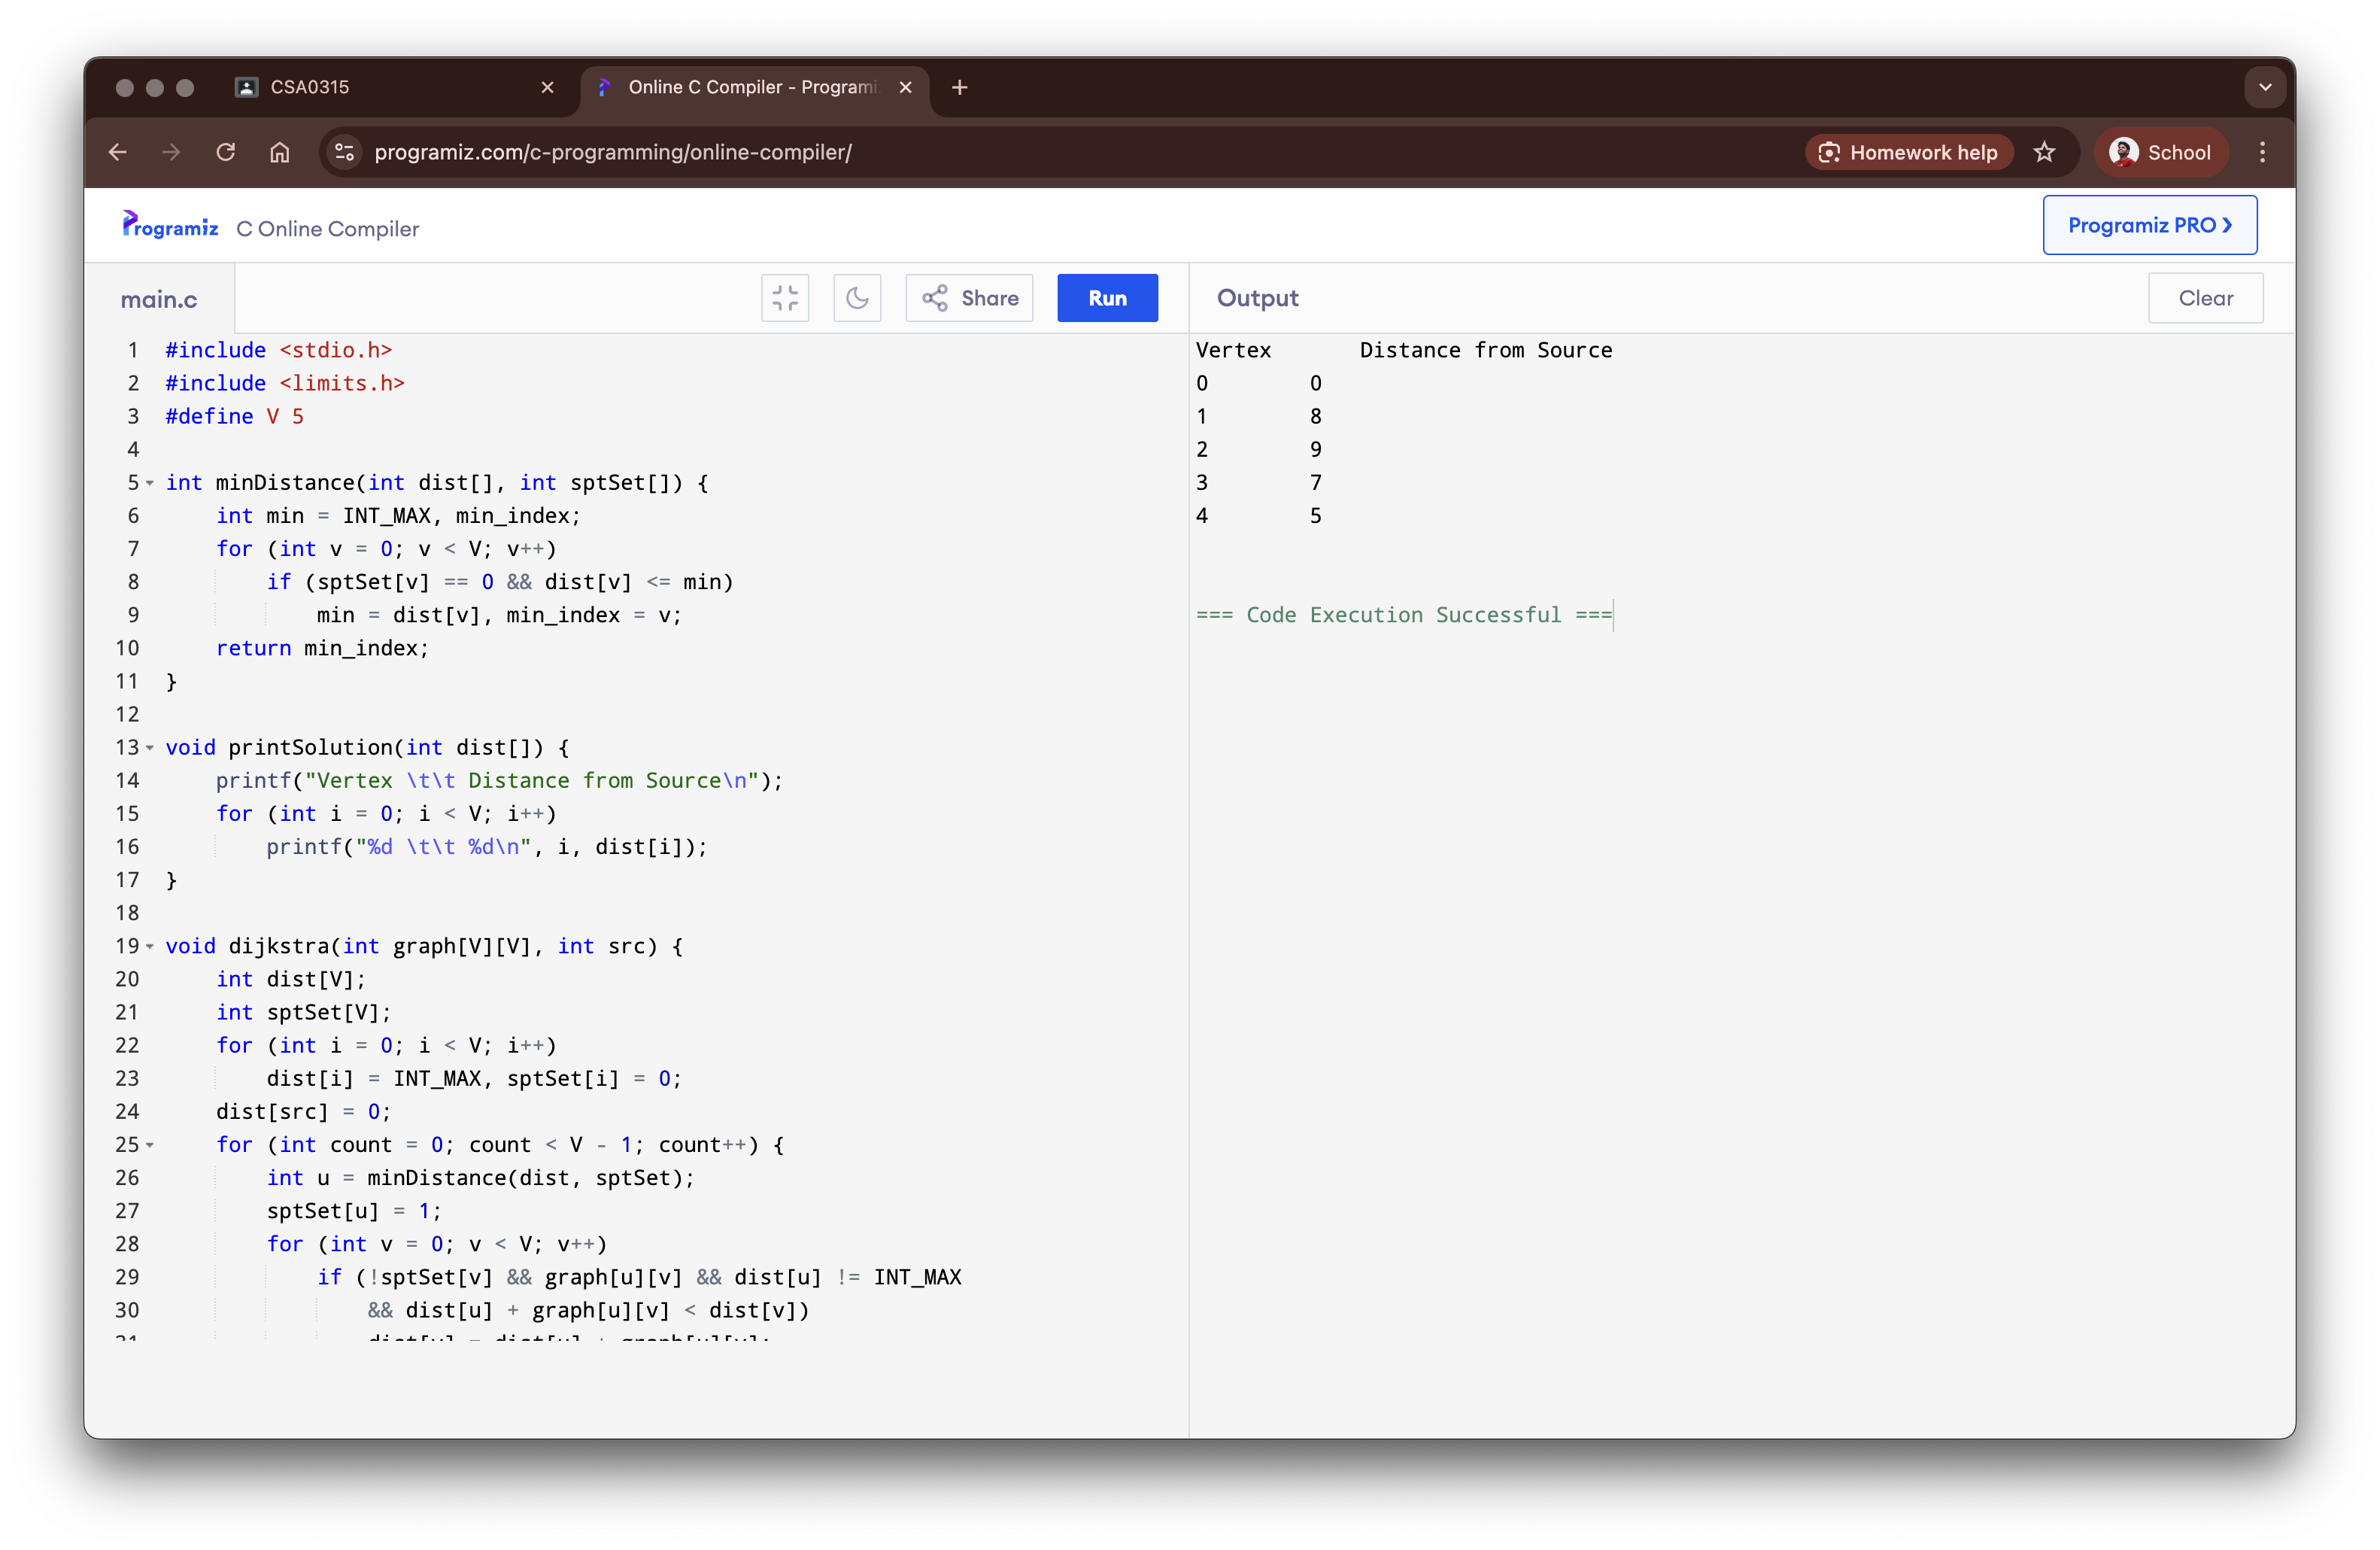 CSA0315
Online C Compiler - Programi
programiz.com/c-programming/online-compiler/
Homework help
School
Programiz
C Online Compiler
Programiz PRO ❯
main.c
Share
Run
Output
Clear
1 #include <stdio.h>
2 #include <limits.h>
3 #define V 5
4
5 int minDistance(int dist[], int sptSet[]) {
6     int min = INT_MAX, min_index;
7     for (int v = 0; v < V; v++)
8         if (sptSet[v] == 0 && dist[v] <= min)
9             min = dist[v], min_index = v;
10     return min_index;
11 }
12
13 void printSolution(int dist[]) {
14     printf("Vertex \t\t Distance from Source\n");
15     for (int i = 0; i < V; i++)
16         printf("%d \t\t %d\n", i, dist[i]);
17 }
18
19 void dijkstra(int graph[V][V], int src) {
20     int dist[V];
21     int sptSet[V];
22     for (int i = 0; i < V; i++)
23         dist[i] = INT_MAX, sptSet[i] = 0;
24     dist[src] = 0;
25     for (int count = 0; count < V - 1; count++) {
26         int u = minDistance(dist, sptSet);
27         sptSet[u] = 1;
28         for (int v = 0; v < V; v++)
29             if (!sptSet[v] && graph[u][v] && dist[u] != INT_MAX
30                 && dist[u] + graph[u][v] < dist[v])
31                 dist[v] = dist[u] + graph[u][v];
Vertex       Distance from Source
0        0
1        8
2        9
3        7
4        5
=== Code Execution Successful ===